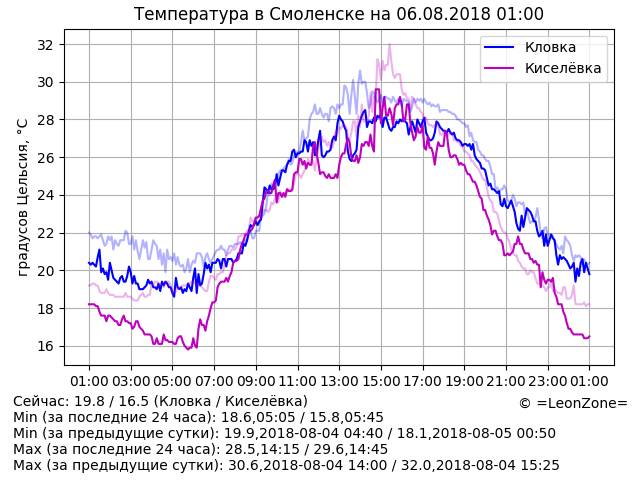 Температура в Смоленске на 06.08.2018 01:00
Кловка
Киселёвка
градусов Цельсия, °C
32
30
28
26
24
22
20
18
16
01:00 03:00 05:00 07:00 09:00 11:00 13:00 15:00 17:00 19:00 21:00 23:00 01:00
Сейчас: 19.8 / 16.5 (Кловка / Киселёвка)
© =LeonZone=
Min (за последние 24 часа): 18.6,05:05 / 15.8,05:45
Min (за предыдущие сутки): 19.9,2018-08-04 04:40 / 18.1,2018-08-05 00:50
Max (за последние 24 часа): 28.5,14:15 / 29.6,14:45
Max (за предыдущие сутки): 30.6,2018-08-04 14:00 / 32.0,2018-08-04 15:25